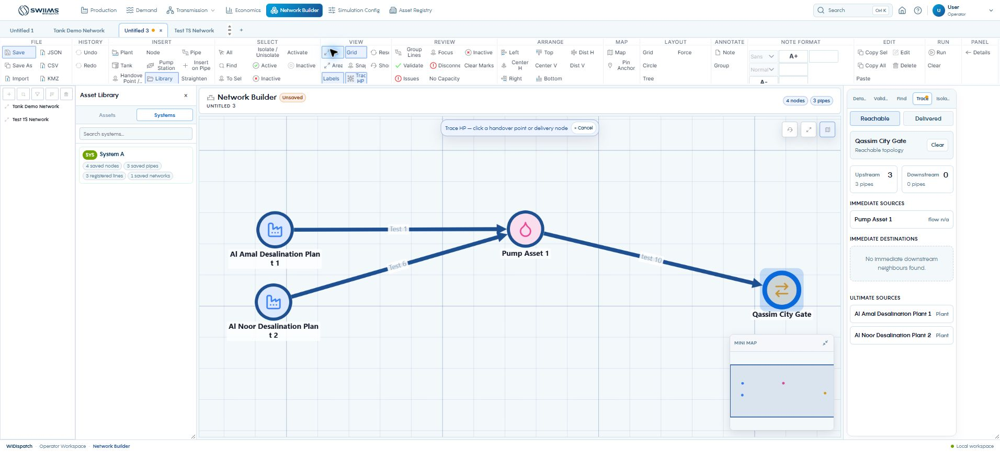 SWIIMS
WIDispatch
Production
Demand
Transmission
Economics
Network Builder
Simulation Config
Asset Registry
Search
Ctrl K
U
User
Operator
Untitled 1
Tank Demo Network
Untitled 3
×
Test TS Network
+
FILE
HISTORY
INSERT
SELECT
VIEW
REVIEW
ARRANGE
MAP
LAYOUT
ANNOTATE
NOTE FORMAT
EDIT
RUN
PANEL
Save
JSON
Save As
CSV
Import
KMZ
Undo
Redo
Plant
Node
Pipe
Tank
Pump
Station
Insert
on Pipe
Handove
Point /..
Library
Straighten
All
Isolate /
Unisolate
Activate
Find
Active
Inactive
To Sel
Inactive
Grid
Rese
Area
Snap
Show
Labels
Trac
HP
Group
Lines
Focus
Inactive
Validate
Disconne
Clear Marks
Issues
No Capacity
Left
Top
Dist H
Center
H
Center V
Dist V
Right
Bottom
Map
Pin
Anchor
Grid
Force
Circle
Tree
Note
Group
Sans
A+
Normal
A-
Copy Sel
Edit
Copy All
Delete
Paste
Run
Clear
Details
Tank Demo Network
Test TS Network
Asset Library
×
Assets
Systems
Search systems...
SYS
System A
4 saved nodes
3 saved pipes
3 registered lines
1 saved networks
Network Builder
Unsaved
UNTITLED 3
4 nodes
3 pipes
Trace HP — click a handover point or delivery node
× Cancel
Test 1
Test 6
test 10
Al Amal Desalination Plan
t 1
Pump Asset 1
Al Noor Desalination Plan
t 2
Qassim City Gate
MINI MAP
Deta...
Valid...
Find
Trace
Isola...
Reachable
Delivered
Qassim City Gate
Reachable topology
Clear
Upstream
3
3 pipes
Downstream
0
0 pipes
IMMEDIATE SOURCES
Pump Asset 1
flow n/a
IMMEDIATE DESTINATIONS
No immediate downstream
neighbours found.
ULTIMATE SOURCES
Al Amal Desalination Plant 1
Plant
Al Noor Desalination Plant 2
Plant
WIDispatch · Operator Workspace · Network Builder
Local workspace